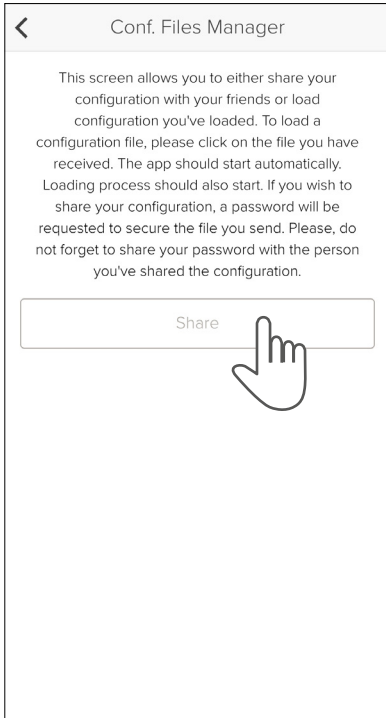 Conf. Files Manager
This screen allows you to either share your
configuration with your friends or load
configuration you've loaded. To load a
configuration file, please click on the file you have
received. The app should start automatically.
Loading process should also start. If you wish to
share your configuration, a password will be
requested to secure the file you send. Please, do
not forget to share your password with the person
you've shared the configuration.
Share